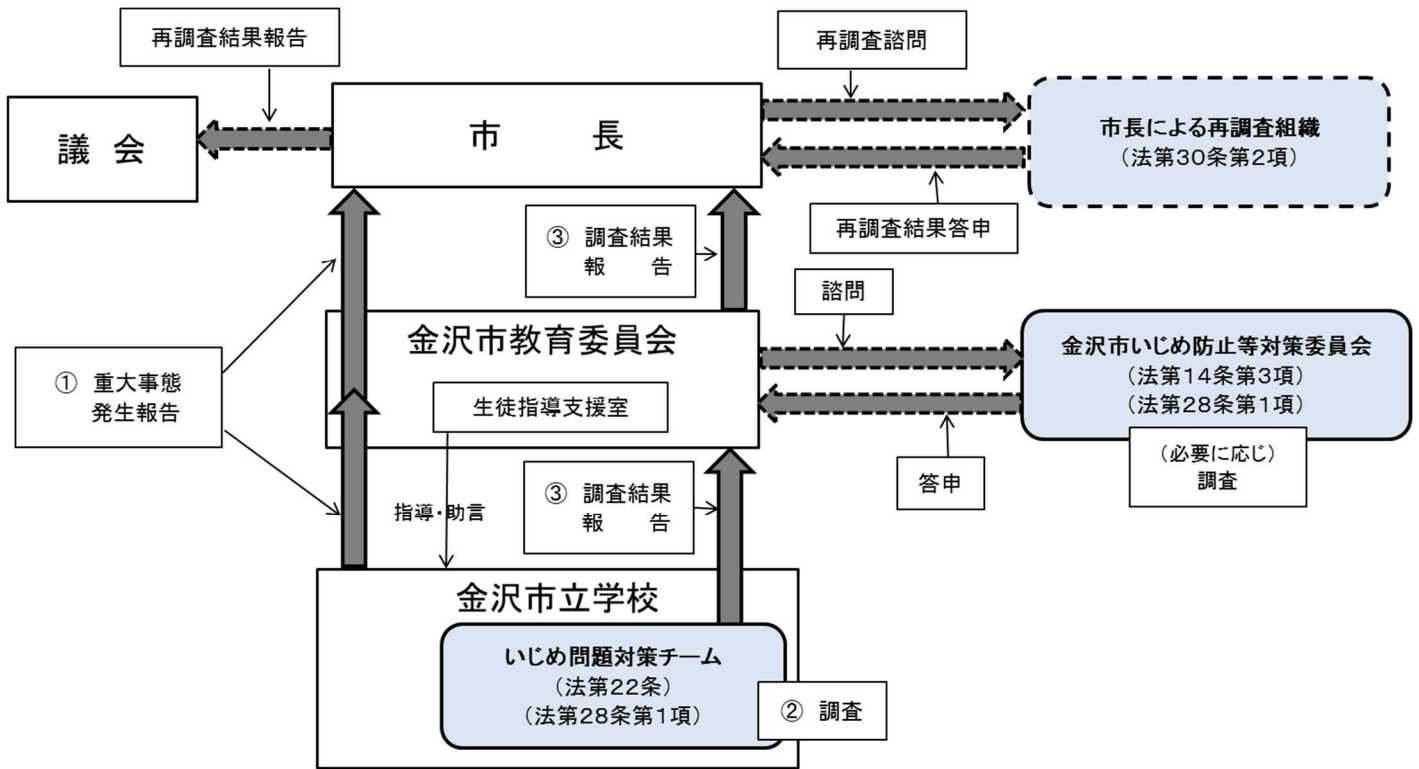 再調査結果報告
再調査諮問
議　会
市　　長
市長による再調査組織
（法第30条第2項）
再調査結果答申
③　調査結果
報　　告
諮問
金沢市教育委員会
生徒指導支援室
金沢市いじめ防止等対策委員会
（法第14条第3項）
（法第28条第1項）
（必要に応じ）
調査
答申
①　重大事態
発生報告
指導・助言
③　調査結果
報　　告
金沢市立学校
いじめ問題対策チーム
（法第22条）
（法第28条第1項）
②　調査